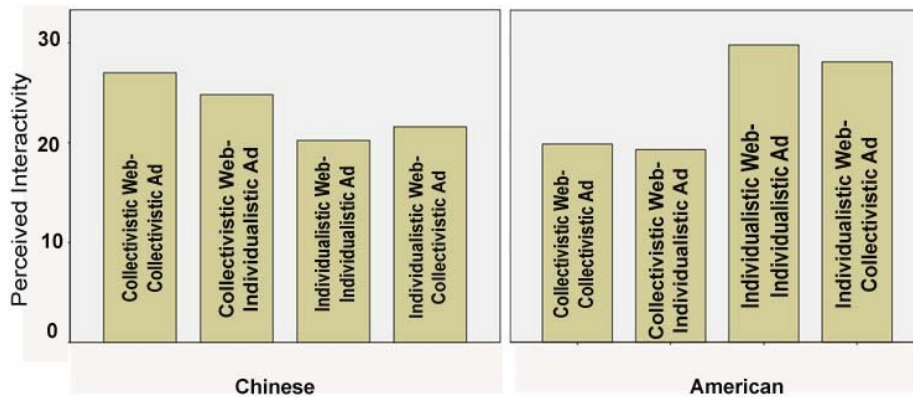 Perceived Interactivity
30
20
10
0
Collectivistic Web-
Collectivistic Ad
Collectivistic Web-
Individualistic Ad
Individualistic Web-
Individualistic Ad
Individualistic Web-
Collectivistic Ad
Collectivistic Web-
Collectivistic Ad
Collectivistic Web-
Individualistic Ad
Individualistic Web-
Individualistic Ad
Individualistic Web-
Collectivistic Ad
Chinese
American